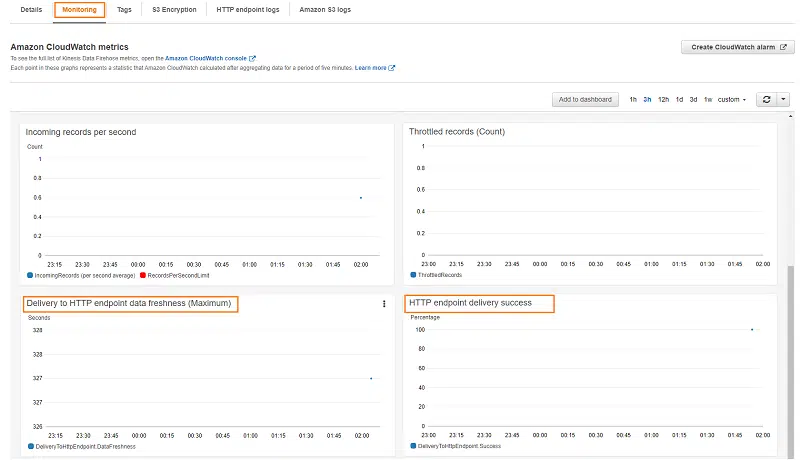 Details Monitoring Tags S3 Encryption HTTP endpoint logs Amazon S3 logs
Amazon CloudWatch metrics
Create CloudWatch alarm
To see the full list of Kinesis Data Firehose metrics, open the Amazon CloudWatch console
Each point in these graphs represents a statistic that Amazon CloudWatch calculated after aggregating data for a period of five minutes. Learn more
Add to dashboard 1h 3h 12h 1d 3d 1w custom
Incoming records per second
Count
1
0.8
0.6
0.4
0.2
0
23:15 23:30 23:45 00:00 00:15 00:30 00:45 01:00 01:15 01:30 01:45 02:00
IncomingRecords (per second average) RecordsPerSecondLimit
Throttled records (Count)
1
0.8
0.6
0.4
0.2
0
23:00 23:15 23:30 23:45 00:00 00:15 00:30 00:45 01:00 01:15 01:30 01:45 02:00
ThrottledRecords
Delivery to HTTP endpoint data freshness (Maximum)
Seconds
328
328
327
327
326
23:15 23:30 23:45 00:00 00:15 00:30 00:45 01:00 01:15 01:30 01:45 02:00
DeliveryToHttpEndpoint.DataFreshness
HTTP endpoint delivery success
Percentage
100
80
60
40
20
0
23:00 23:15 23:30 23:45 00:00 00:15 00:30 00:45 01:00 01:15 01:30 01:45 02:00
DeliveryToHttpEndpoint.Success